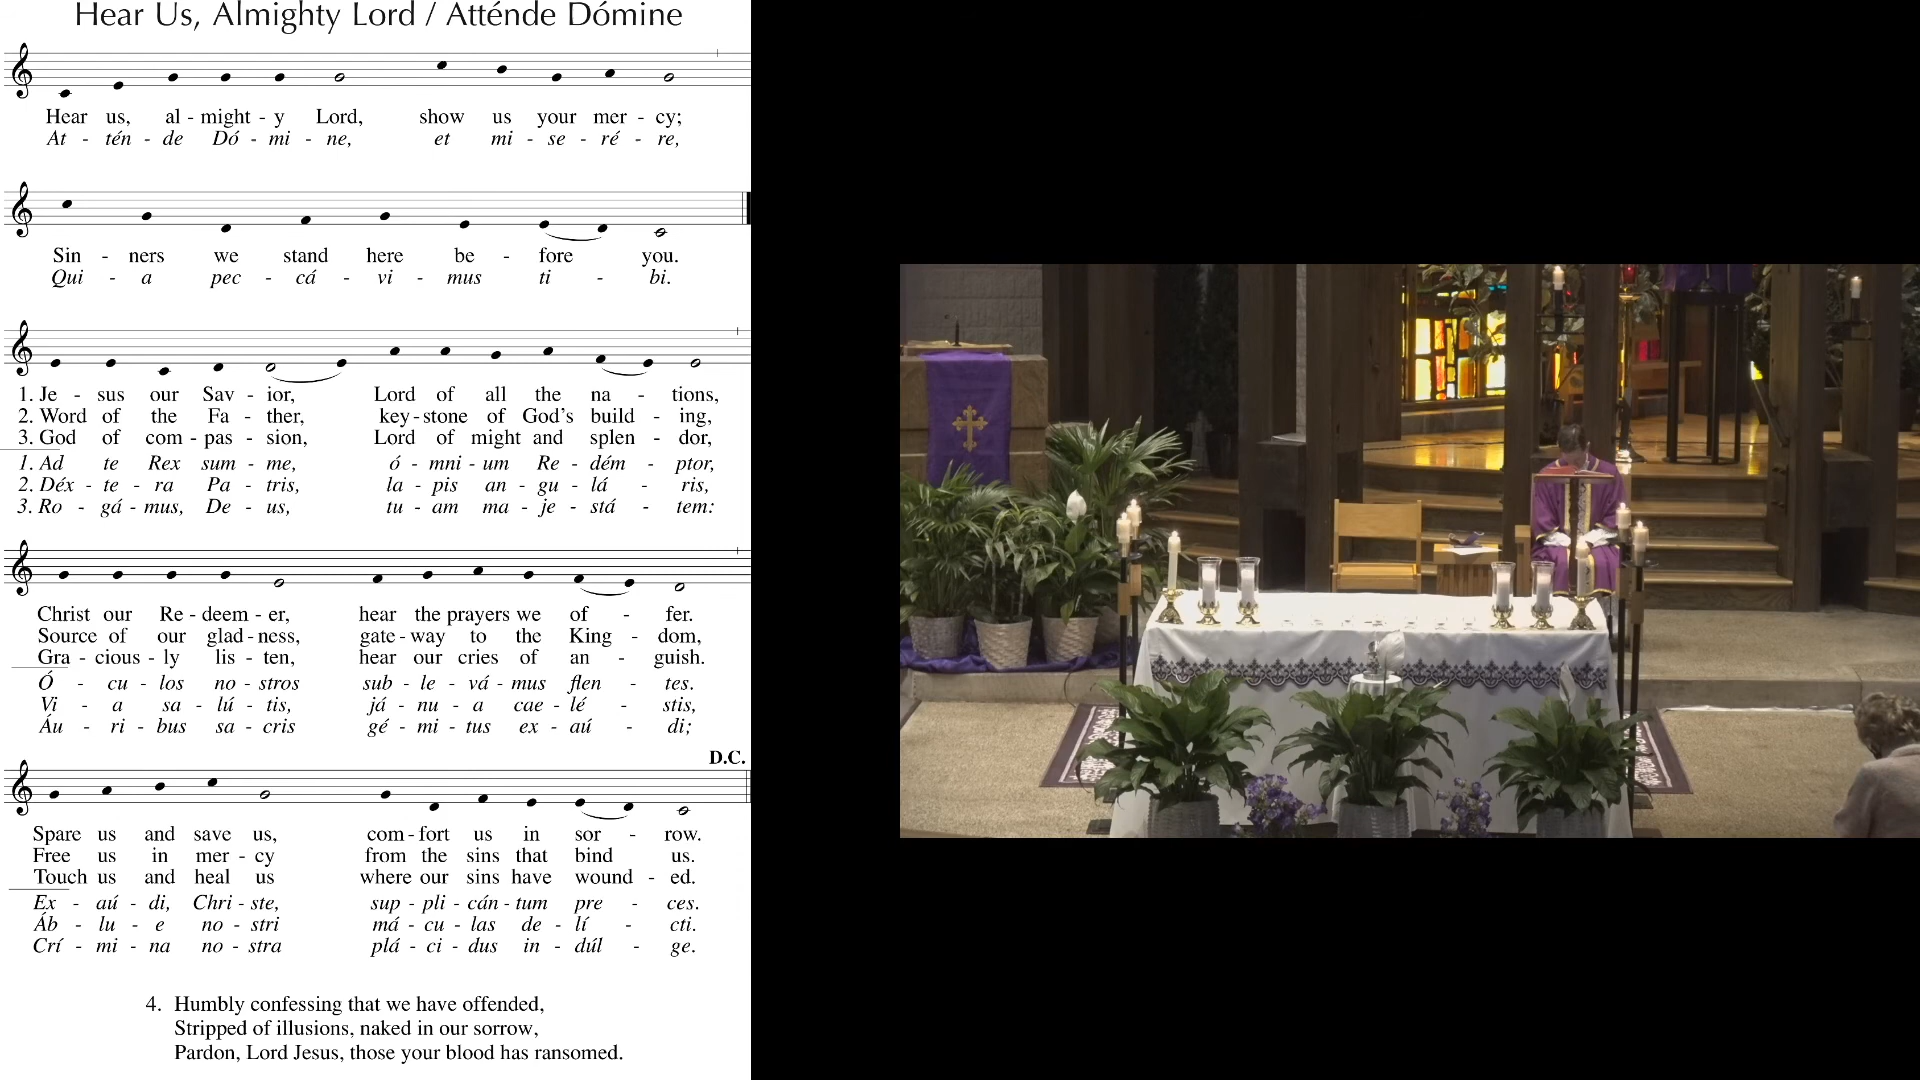 Hear Us, Almighty Lord / Atténde Dómine
Hear us, al - might - y Lord, show us your mer - cy;
At - tén - de Dó - mi - ne, et mi - se - ré - re,
Sin - ners we stand here be - fore you.
Qui - a pec - cá - vi - mus ti - bi.
1. Je - sus our Sav - ior, Lord of all the na - tions,
2. Word of the Fa - ther, key - stone of God's build - ing,
3. God of com - pas - sion, Lord of might and splen - dor,
1. Ad te Rex sum - me, ó - mni - um Re - dém - ptor,
2. Déx - te - ra Pa - tris, la - pis an - gu - lá - ris,
3. Ro - gá - mus, De - us, tu - am ma - je - stá - tem:
Christ our Re - deem - er, hear the prayers we of - fer.
Source of our glad - ness, gate - way to the King - dom,
Gra - cious - ly lis - ten, hear our cries of an - guish.
Ó - cu - los no - stros sub - le - vá - mus flen - tes.
Vi - a sa - lú - tis, já - nu - a cae - lé - stis,
Áu - ri - bus sa - cris gé - mi - tus ex - aú - di;
D.C.
Spare us and save us, com - fort us in sor - row.
Free us in mer - cy from the sins that bind us.
Touch us and heal us where our sins have wound - ed.
Ex - aú - di, Chri - ste, sup - pli - cán - tum pre - ces.
Áb - lu - e no - stri má - cu - las de - lí - cti.
Crí - mi - na no - stra plá - ci - dus in - dúl - ge.
4. Humbly confessing that we have offended,
Stripped of illusions, naked in our sorrow,
Pardon, Lord Jesus, those your blood has ransomed.